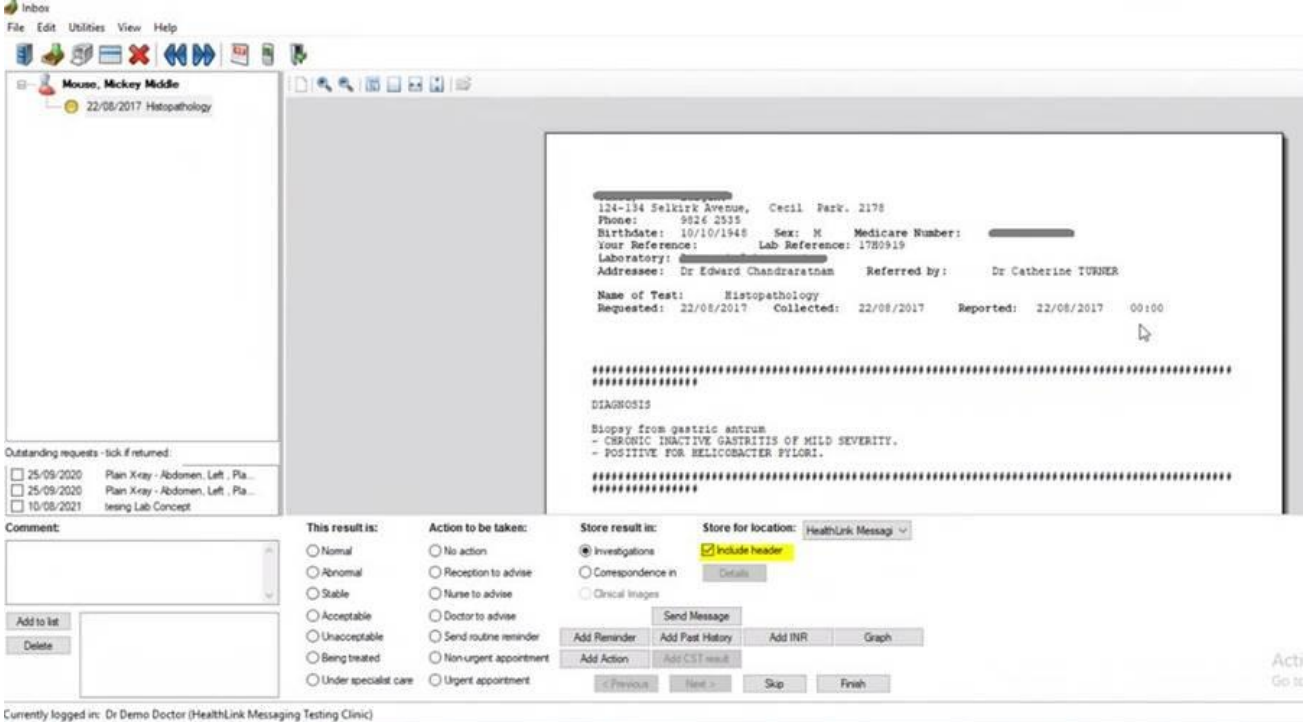 Inbox
File Edit Utilities View Help
Mouse, Mickey Middle
22/08/2017 Histopathology
124-134 Selkirk Avenue, Cecil Park. 2178
Phone: 9826 2535
Birthdate: 10/10/1948 Sex: M Medicare Number:
Your Reference: Lab Reference: 17H0919
Laboratory:
Addressee: Dr Edward Chandraratnam Referred by: Dr Catherine TURNER
Name of Test: Histopathology
Requested: 22/08/2017 Collected: 22/08/2017 Reported: 22/08/2017 00:00
DIAGNOSIS
Biopsy from gastric antrum
- CHRONIC INACTIVE GASTRITIS OF MILD SEVERITY.
- POSITIVE FOR HELICOBACTER PYLORI.
Outstanding requests - tick if returned:
25/09/2020 Plain X-ray - Abdomen, Left , Pla...
25/09/2020 Plain X-ray - Abdomen, Left , Pla...
10/08/2021 tesing Lab Concept
Comment:
Add to list
Delete
This result is:
Normal
Abnormal
Stable
Acceptable
Unacceptable
Being treated
Under specialist care
Action to be taken:
No action
Reception to advise
Nurse to advise
Doctor to advise
Send routine reminder
Non-urgent appointment
Urgent appointment
Store result in:
Investigations
Correspondence in
Clinical Images
Store for location: HealthLink Messagi
Include header
Details
Send Message
Add Reminder Add Past History Add INR Graph
Add Action Add CST result
< Previous Next > Skip Finish
Acti
Go to
Currently logged in: Dr Demo Doctor (HealthLink Messaging Testing Clinic)